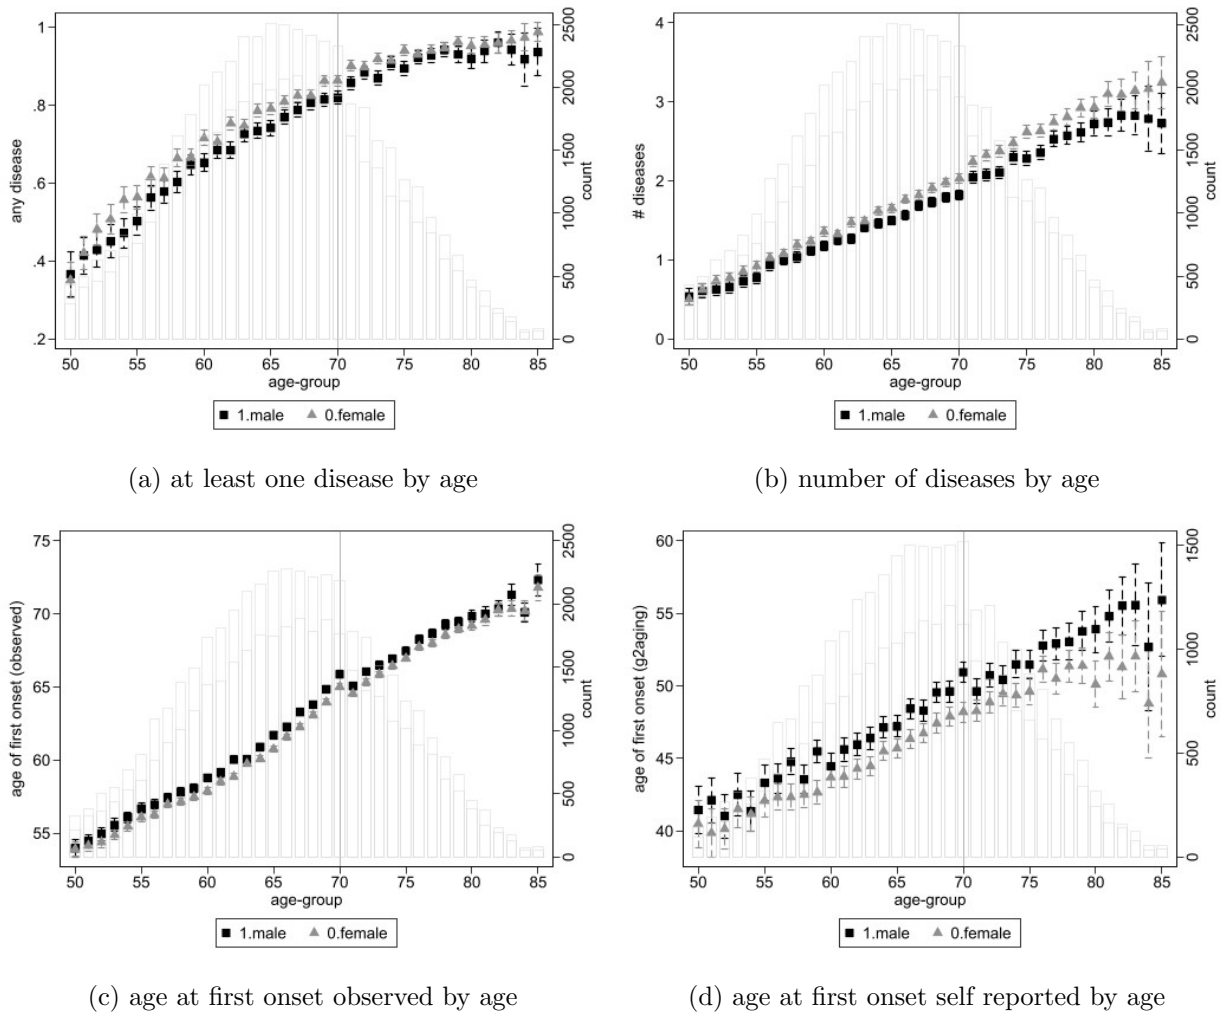 any disease
1
.8
.6
.4
.2
50 55 60 65 70 75 80 85
age-group
0 500 1000 1500 2000 2500
count
1.male 0.female
(a) at least one disease by age
# diseases
4
3
2
1
0
50 55 60 65 70 75 80 85
age-group
0 500 1000 1500 2000 2500
count
1.male 0.female
(b) number of diseases by age
age of first onset (observed)
75
70
65
60
55
50 55 60 65 70 75 80 85
age-group
0 500 1000 1500 2000 2500
count
1.male 0.female
(c) age at first onset observed by age
age of first onset (g2aging)
60
55
50
45
40
50 55 60 65 70 75 80 85
age-group
0 500 1000 1500
count
1.male 0.female
(d) age at first onset self reported by age